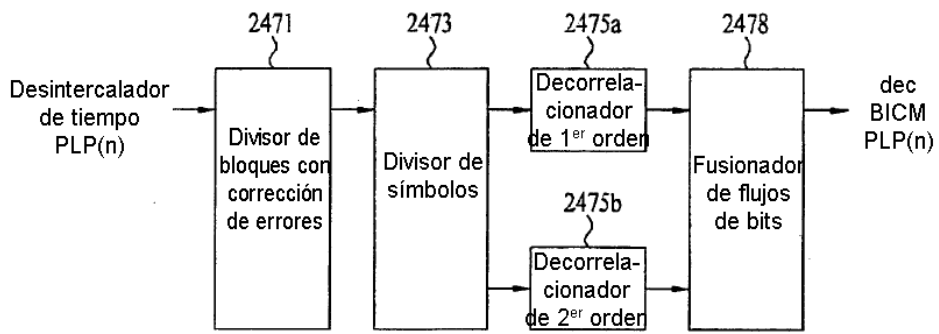 2471
2473
2475a
2478
Desintercalador
de tiempo
PLP(n)
Divisor de
bloques con
corrección
de errores
Divisor de
símbolos
Decorrela-
cionador
de 1er orden
2475b
Decorrela-
cionador
de 2er orden
Fusionador
de flujos
de bits
dec
BICM
PLP(n)